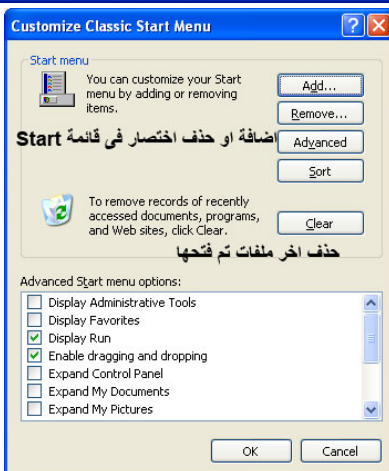 Customize Classic Start Menu
Start menu
You can customize your Start
menu by adding or removing
items.
Add...
Remove...
اضافة او حذف اختصار فى قائمة Start
Advanced
Sort
To remove records of recently
accessed documents, programs,
and Web sites, click Clear.
Clear
حذف اخر ملفات تم فتحها
Advanced Start menu options:
Display Administrative Tools
Display Favorites
Display Run
Enable dragging and dropping
Expand Control Panel
Expand My Documents
Expand My Pictures
OK
Cancel